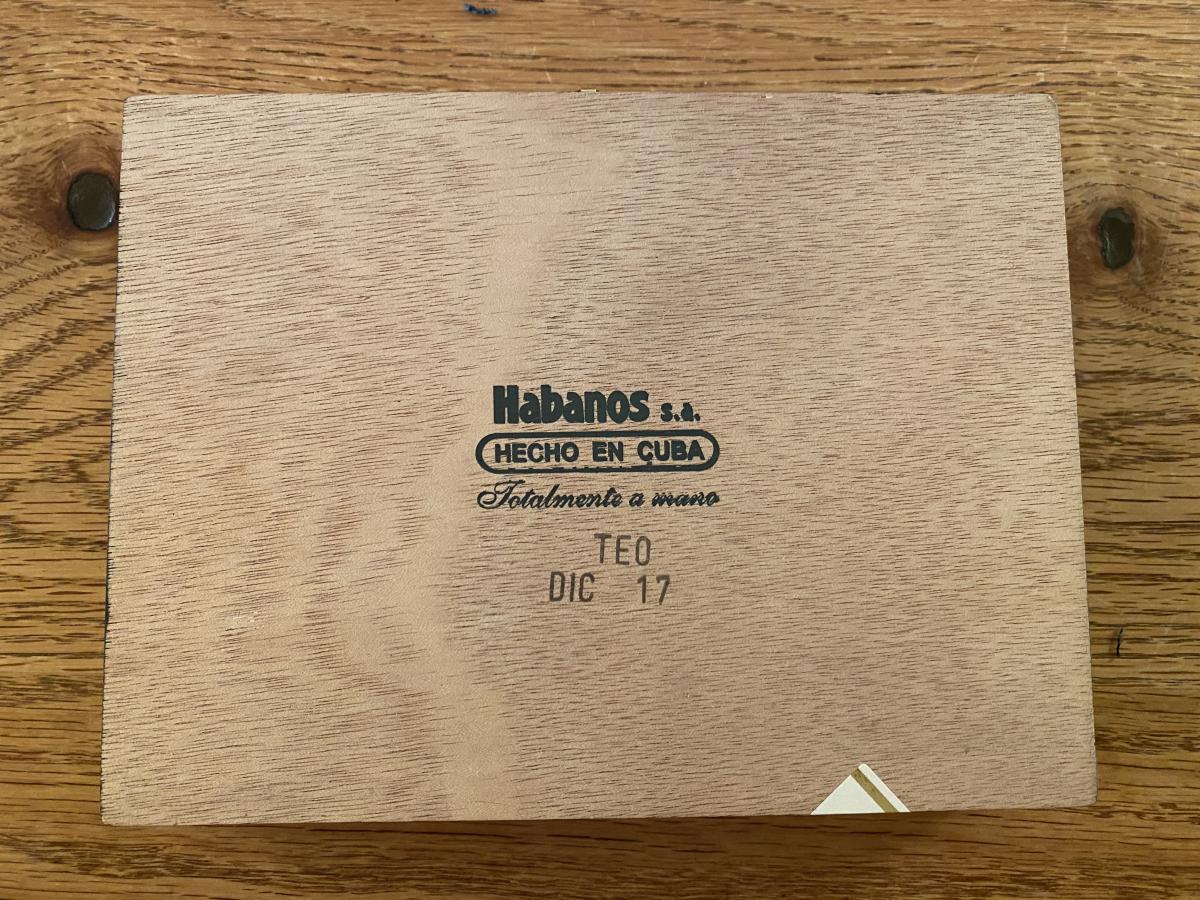 Habanos s.a.
HECHO EN CUBA
Totalmente a mano
TEO
DIC 17